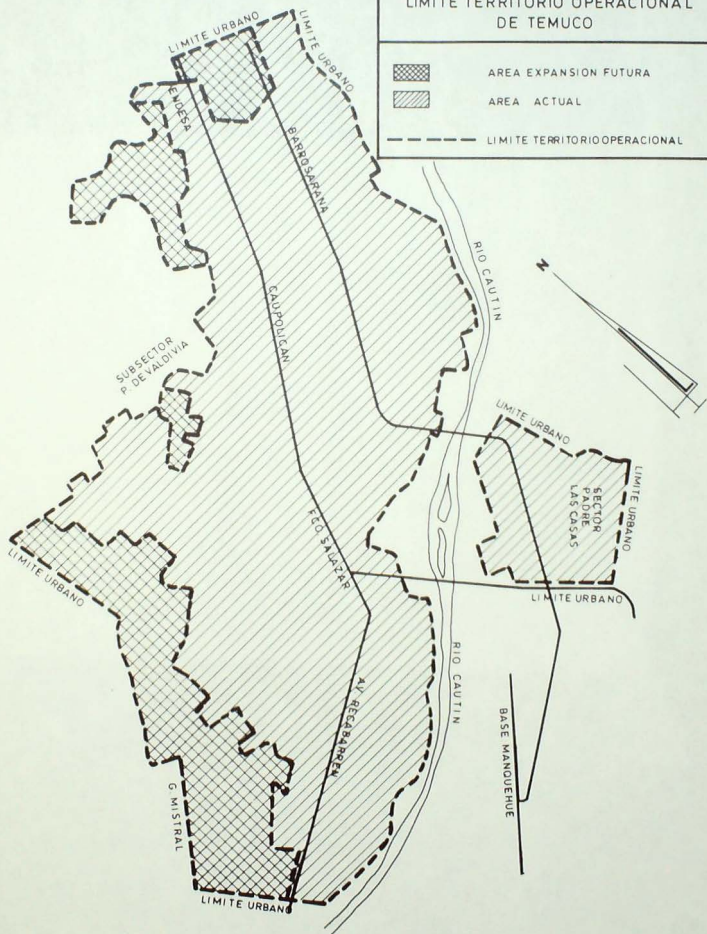 LIMITE TERRITORIO OPERACIONAL
DE TEMUCO
AREA EXPANSION FUTURA
AREA ACTUAL
LIMITE TERRITORIO OPERACIONAL
LIMITE URBANO
LIMITE URBANO
ENDESA
BARROSARANA
RIO CAUTIN
N
CAUPOLICAN
SUBSECTOR
P. DE VALDIVIA
LIMITE URBANO
SECTOR
PADRE
LAS CASAS
LIMITE URBANO
LIMITE URBANO
FCO SALAZAR
LIMITE URBANO
RIO CAUTIN
AV RECABARREN
BASE MANQUEHUE
G. MISTRAL
LIMITE URBANO